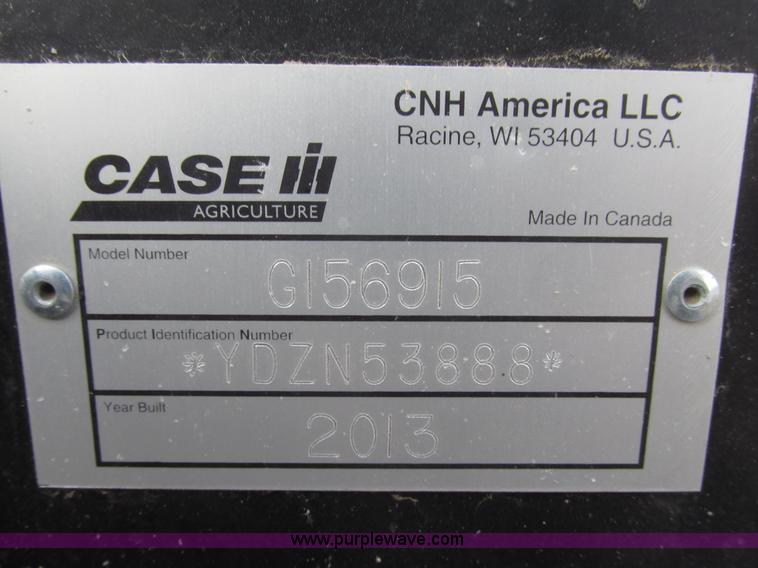 CNH America LLC
Racine, WI 53404 U.S.A.
CASE IH
AGRICULTURE
Made In Canada
Model Number
G156915
Product Identification Number
*YDZN53888*
Year Built
2013
www.purplewave.com